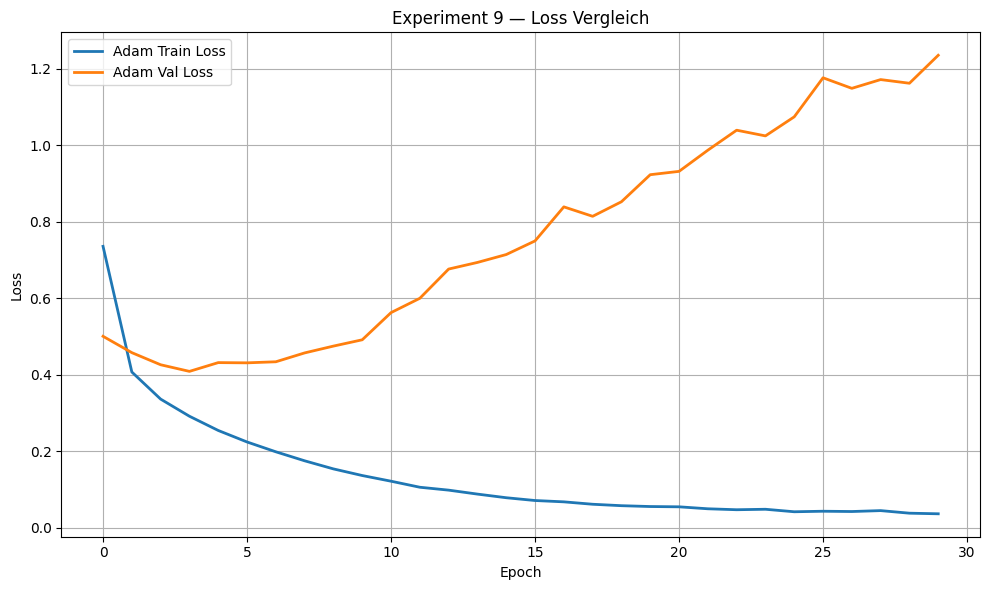 Experiment 9 — Loss Vergleich
Adam Train Loss
Adam Val Loss
Loss
1.2
1.0
0.8
0.6
0.4
0.2
0.0
0 5 10 15 20 25 30
Epoch